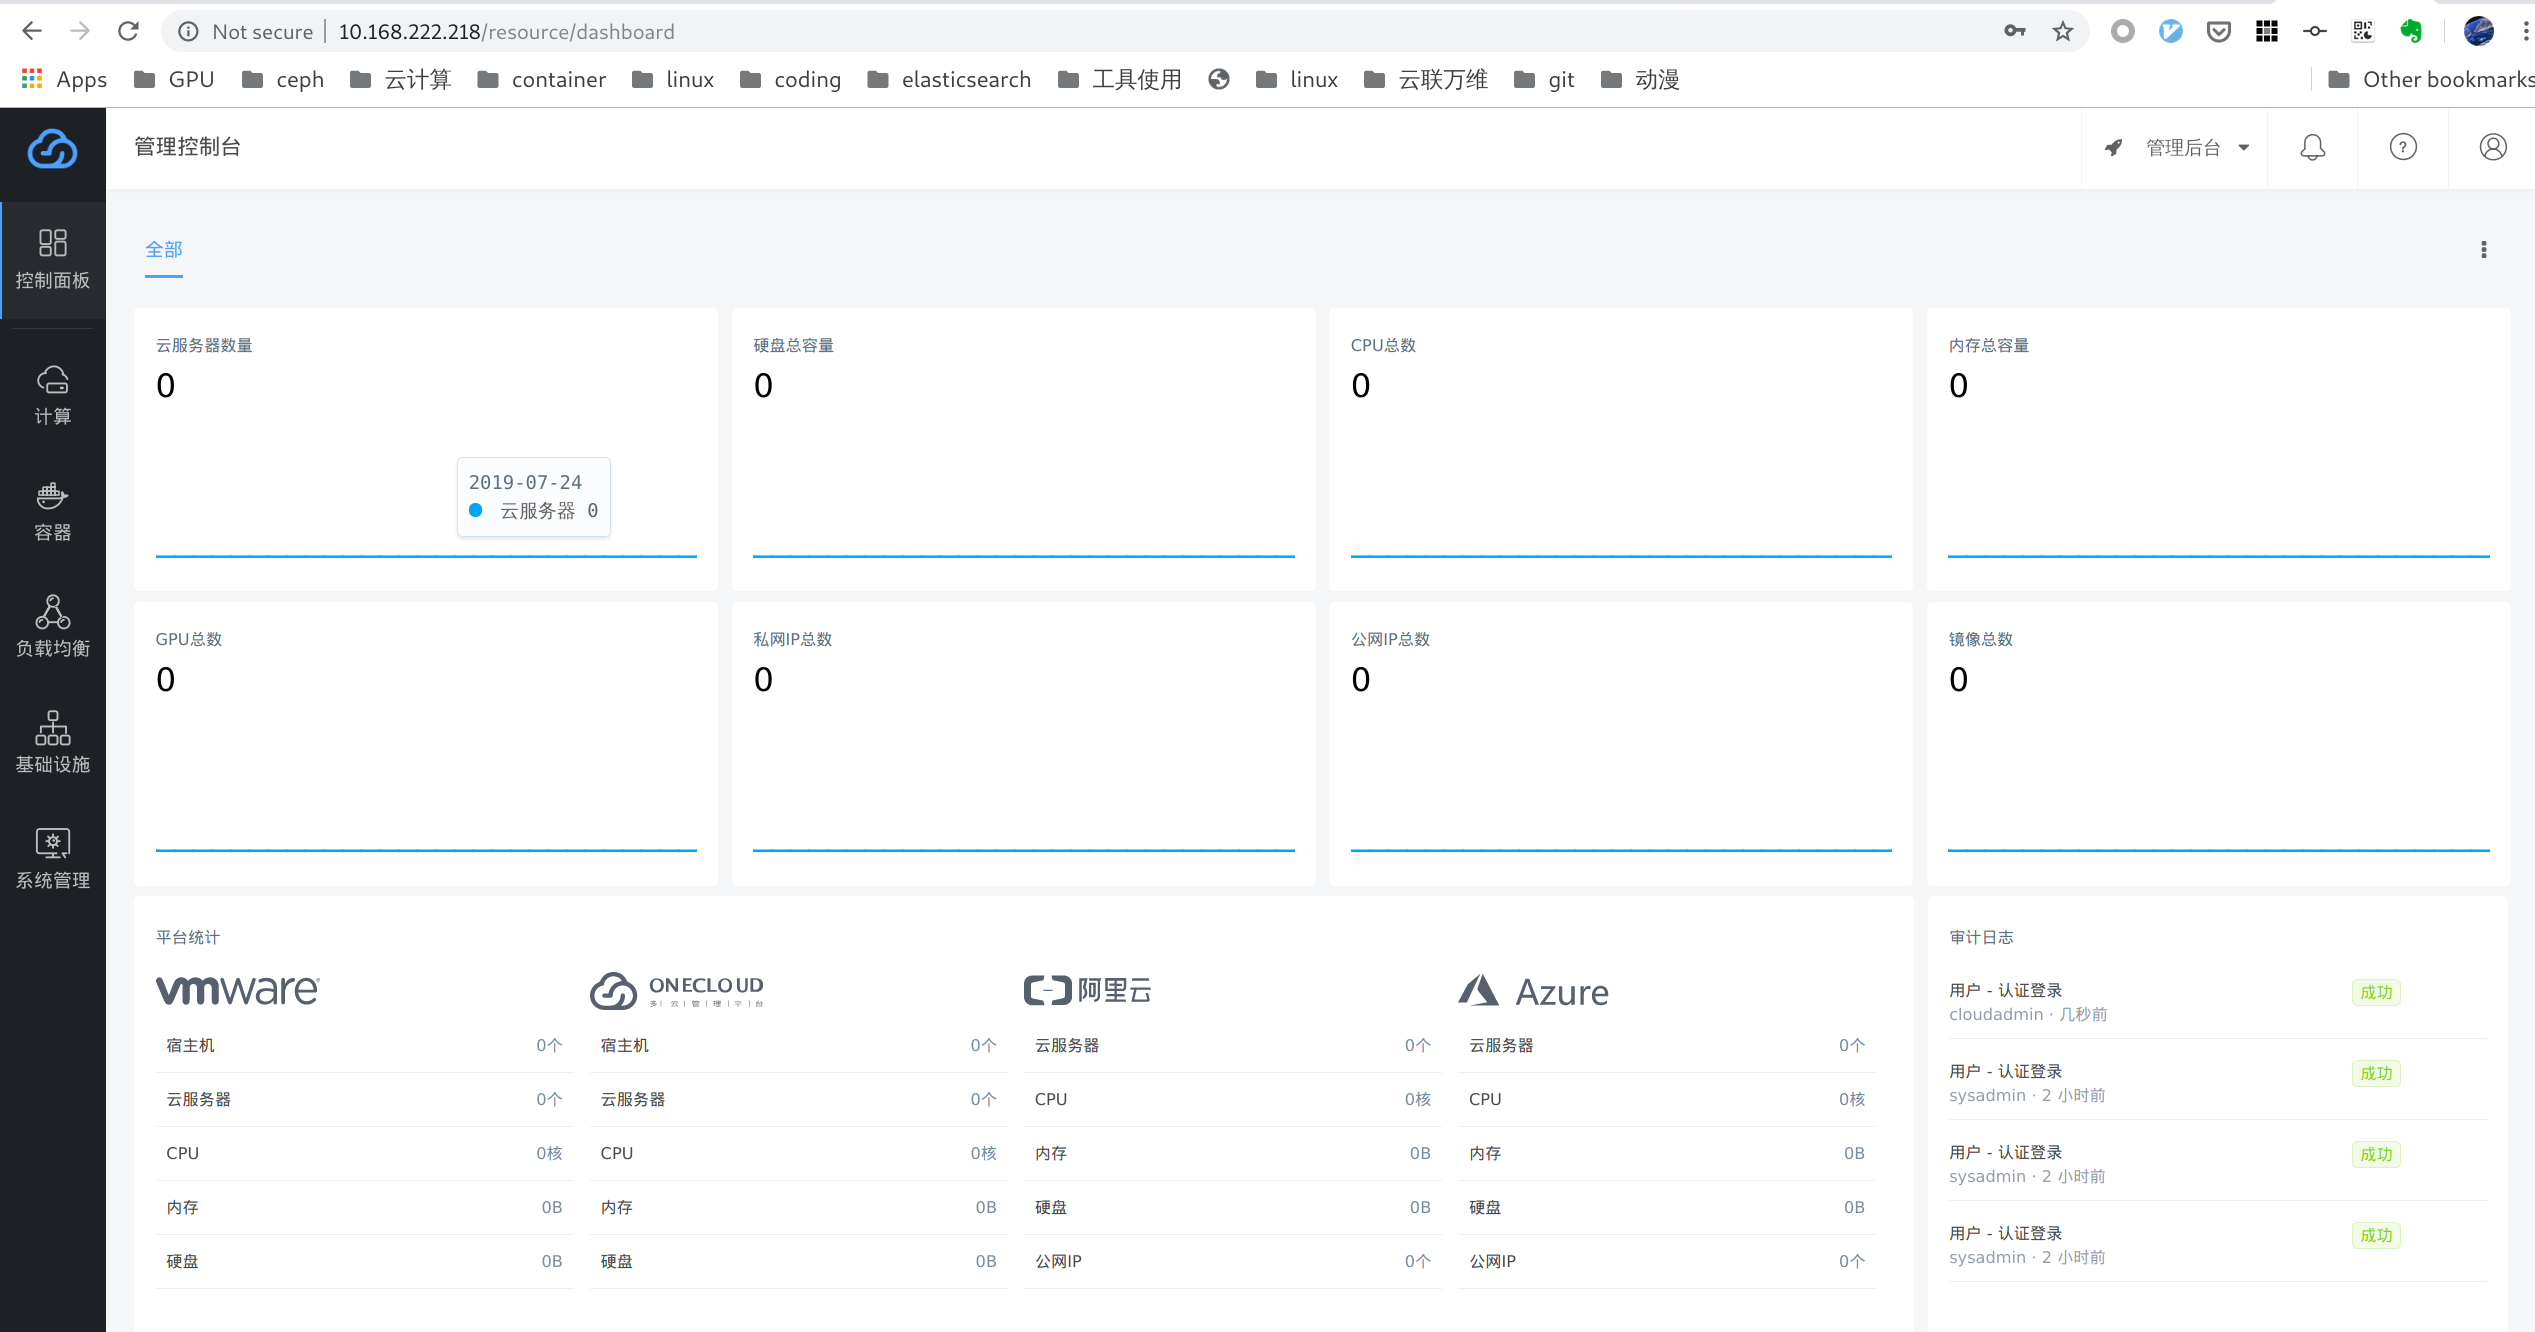 Not secure | 10.168.222.218/resource/dashboard
Apps GPU ceph 云计算 container linux coding elasticsearch 工具使用 linux 云联万维 git 动漫 Other bookmarks
管理控制台 管理后台
控制面板
计算
容器
负载均衡
基础设施
系统管理
全部
云服务器数量
0
2019-07-24
云服务器 0
硬盘总容量
0
CPU总数
0
内存总容量
0
GPU总数
0
私网IP总数
0
公网IP总数
0
镜像总数
0
平台统计
vmware
宿主机 0个
云服务器 0个
CPU 0核
内存 0B
硬盘 0B
ONECLOUD
多|云|管|理|平|台
宿主机 0个
云服务器 0个
CPU 0核
内存 0B
硬盘 0B
阿里云
云服务器 0个
CPU 0核
内存 0B
硬盘 0B
公网IP 0个
Azure
云服务器 0个
CPU 0核
内存 0B
硬盘 0B
公网IP 0个
审计日志
用户 - 认证登录 成功
cloudadmin · 几秒前
用户 - 认证登录 成功
sysadmin · 2 小时前
用户 - 认证登录 成功
sysadmin · 2 小时前
用户 - 认证登录 成功
sysadmin · 2 小时前